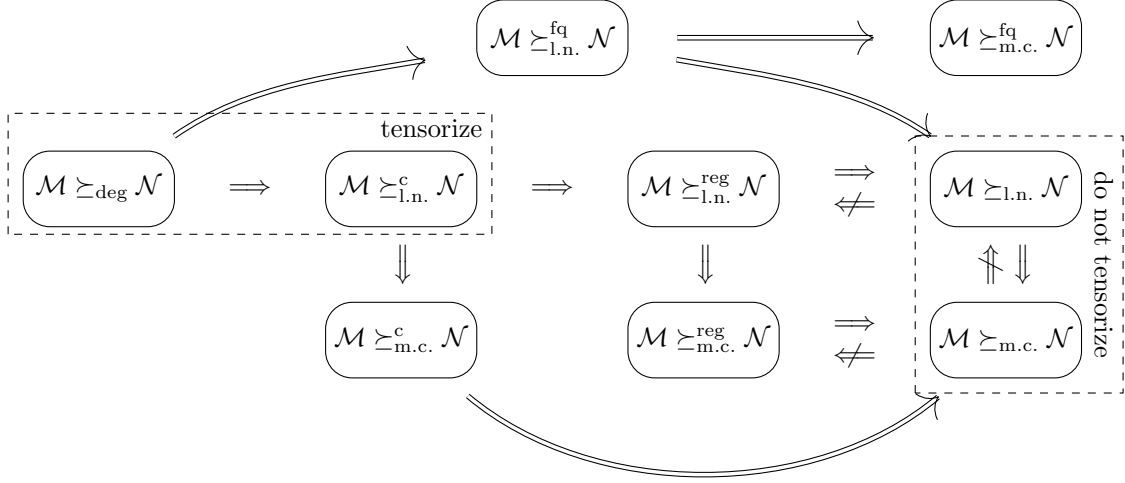 M ⪰^fq_l.n. N
M ⪰^fq_m.c. N
tensorize
M ⪰_deg N ⟹ M ⪰^c_l.n. N ⟹ M ⪰^reg_l.n. N ⟹ ⟸̸ M ⪰_l.n. N
do not tensorize
M ⪰^c_m.c. N
M ⪰^reg_m.c. N ⟹ ⟸̸ M ⪰_m.c. N